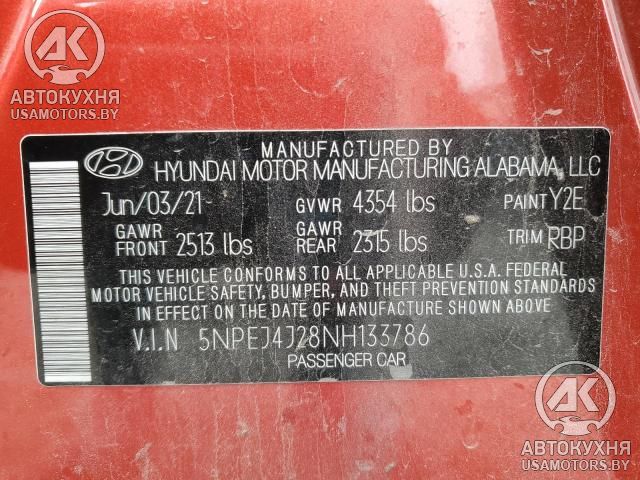 AK
АВТОКУХНЯ
USAMOTORS.BY
MANUFACTURED BY
HYUNDAI MOTOR MANUFACTURING ALABAMA, LLC
Jun/03/21 GVWR 4354 lbs PAINT Y2E
GAWR FRONT 2513 lbs GAWR REAR 2315 lbs TRIM RBP
THIS VEHICLE CONFORMS TO ALL APPLICABLE U.S.A. FEDERAL
MOTOR VEHICLE SAFETY, BUMPER, AND THEFT PREVENTION STANDARDS
IN EFFECT ON THE DATE OF MANUFACTURE SHOWN ABOVE
V.I.N 5NPEJ4J28NH133786
PASSENGER CAR
AK
АВТОКУХНЯ
USAMOTORS.BY